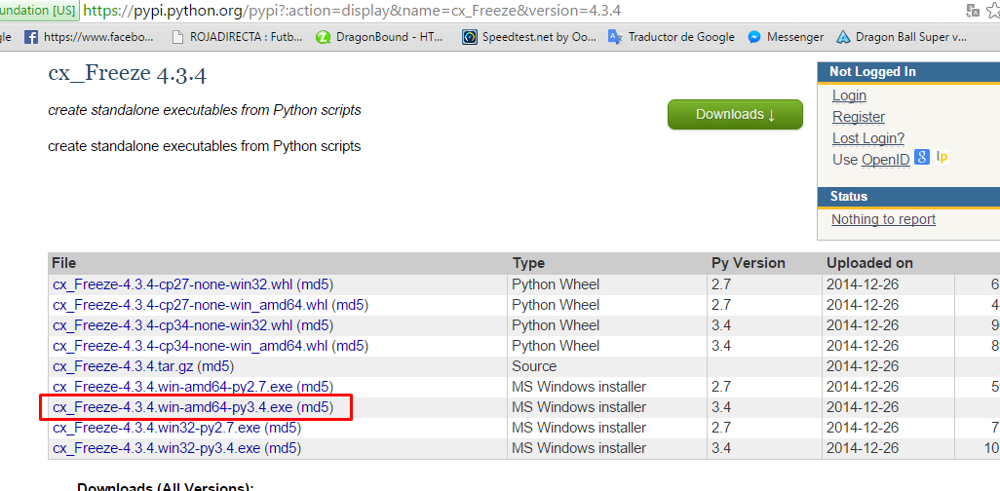 undation [US] https://pypi.python.org/pypi?:action=display&name=cx_Freeze&version=4.3.4
gle https://www.facebo... ROJADIRECTA : Futb... DragonBound - HT... Speedtest.net by Oo... Traductor de Google Messenger Dragon Ball Super v...
cx_Freeze 4.3.4
create standalone executables from Python scripts
Downloads ↓
create standalone executables from Python scripts
Not Logged In
Login
Register
Lost Login?
Use OpenID g lp
Status
Nothing to report
File Type Py Version Uploaded on
cx_Freeze-4.3.4-cp27-none-win32.whl (md5) Python Wheel 2.7 2014-12-26 6
cx_Freeze-4.3.4-cp27-none-win_amd64.whl (md5) Python Wheel 2.7 2014-12-26 4
cx_Freeze-4.3.4-cp34-none-win32.whl (md5) Python Wheel 3.4 2014-12-26 9
cx_Freeze-4.3.4-cp34-none-win_amd64.whl (md5) Python Wheel 3.4 2014-12-26 8
cx_Freeze-4.3.4.tar.gz (md5) Source 2014-12-26
cx_Freeze-4.3.4.win-amd64-py2.7.exe (md5) MS Windows installer 2.7 2014-12-26 5
cx_Freeze-4.3.4.win-amd64-py3.4.exe (md5) MS Windows installer 3.4 2014-12-26
cx_Freeze-4.3.4.win32-py2.7.exe (md5) MS Windows installer 2.7 2014-12-26 7
cx_Freeze-4.3.4.win32-py3.4.exe (md5) MS Windows installer 3.4 2014-12-26 10
Downloads (All Versions):